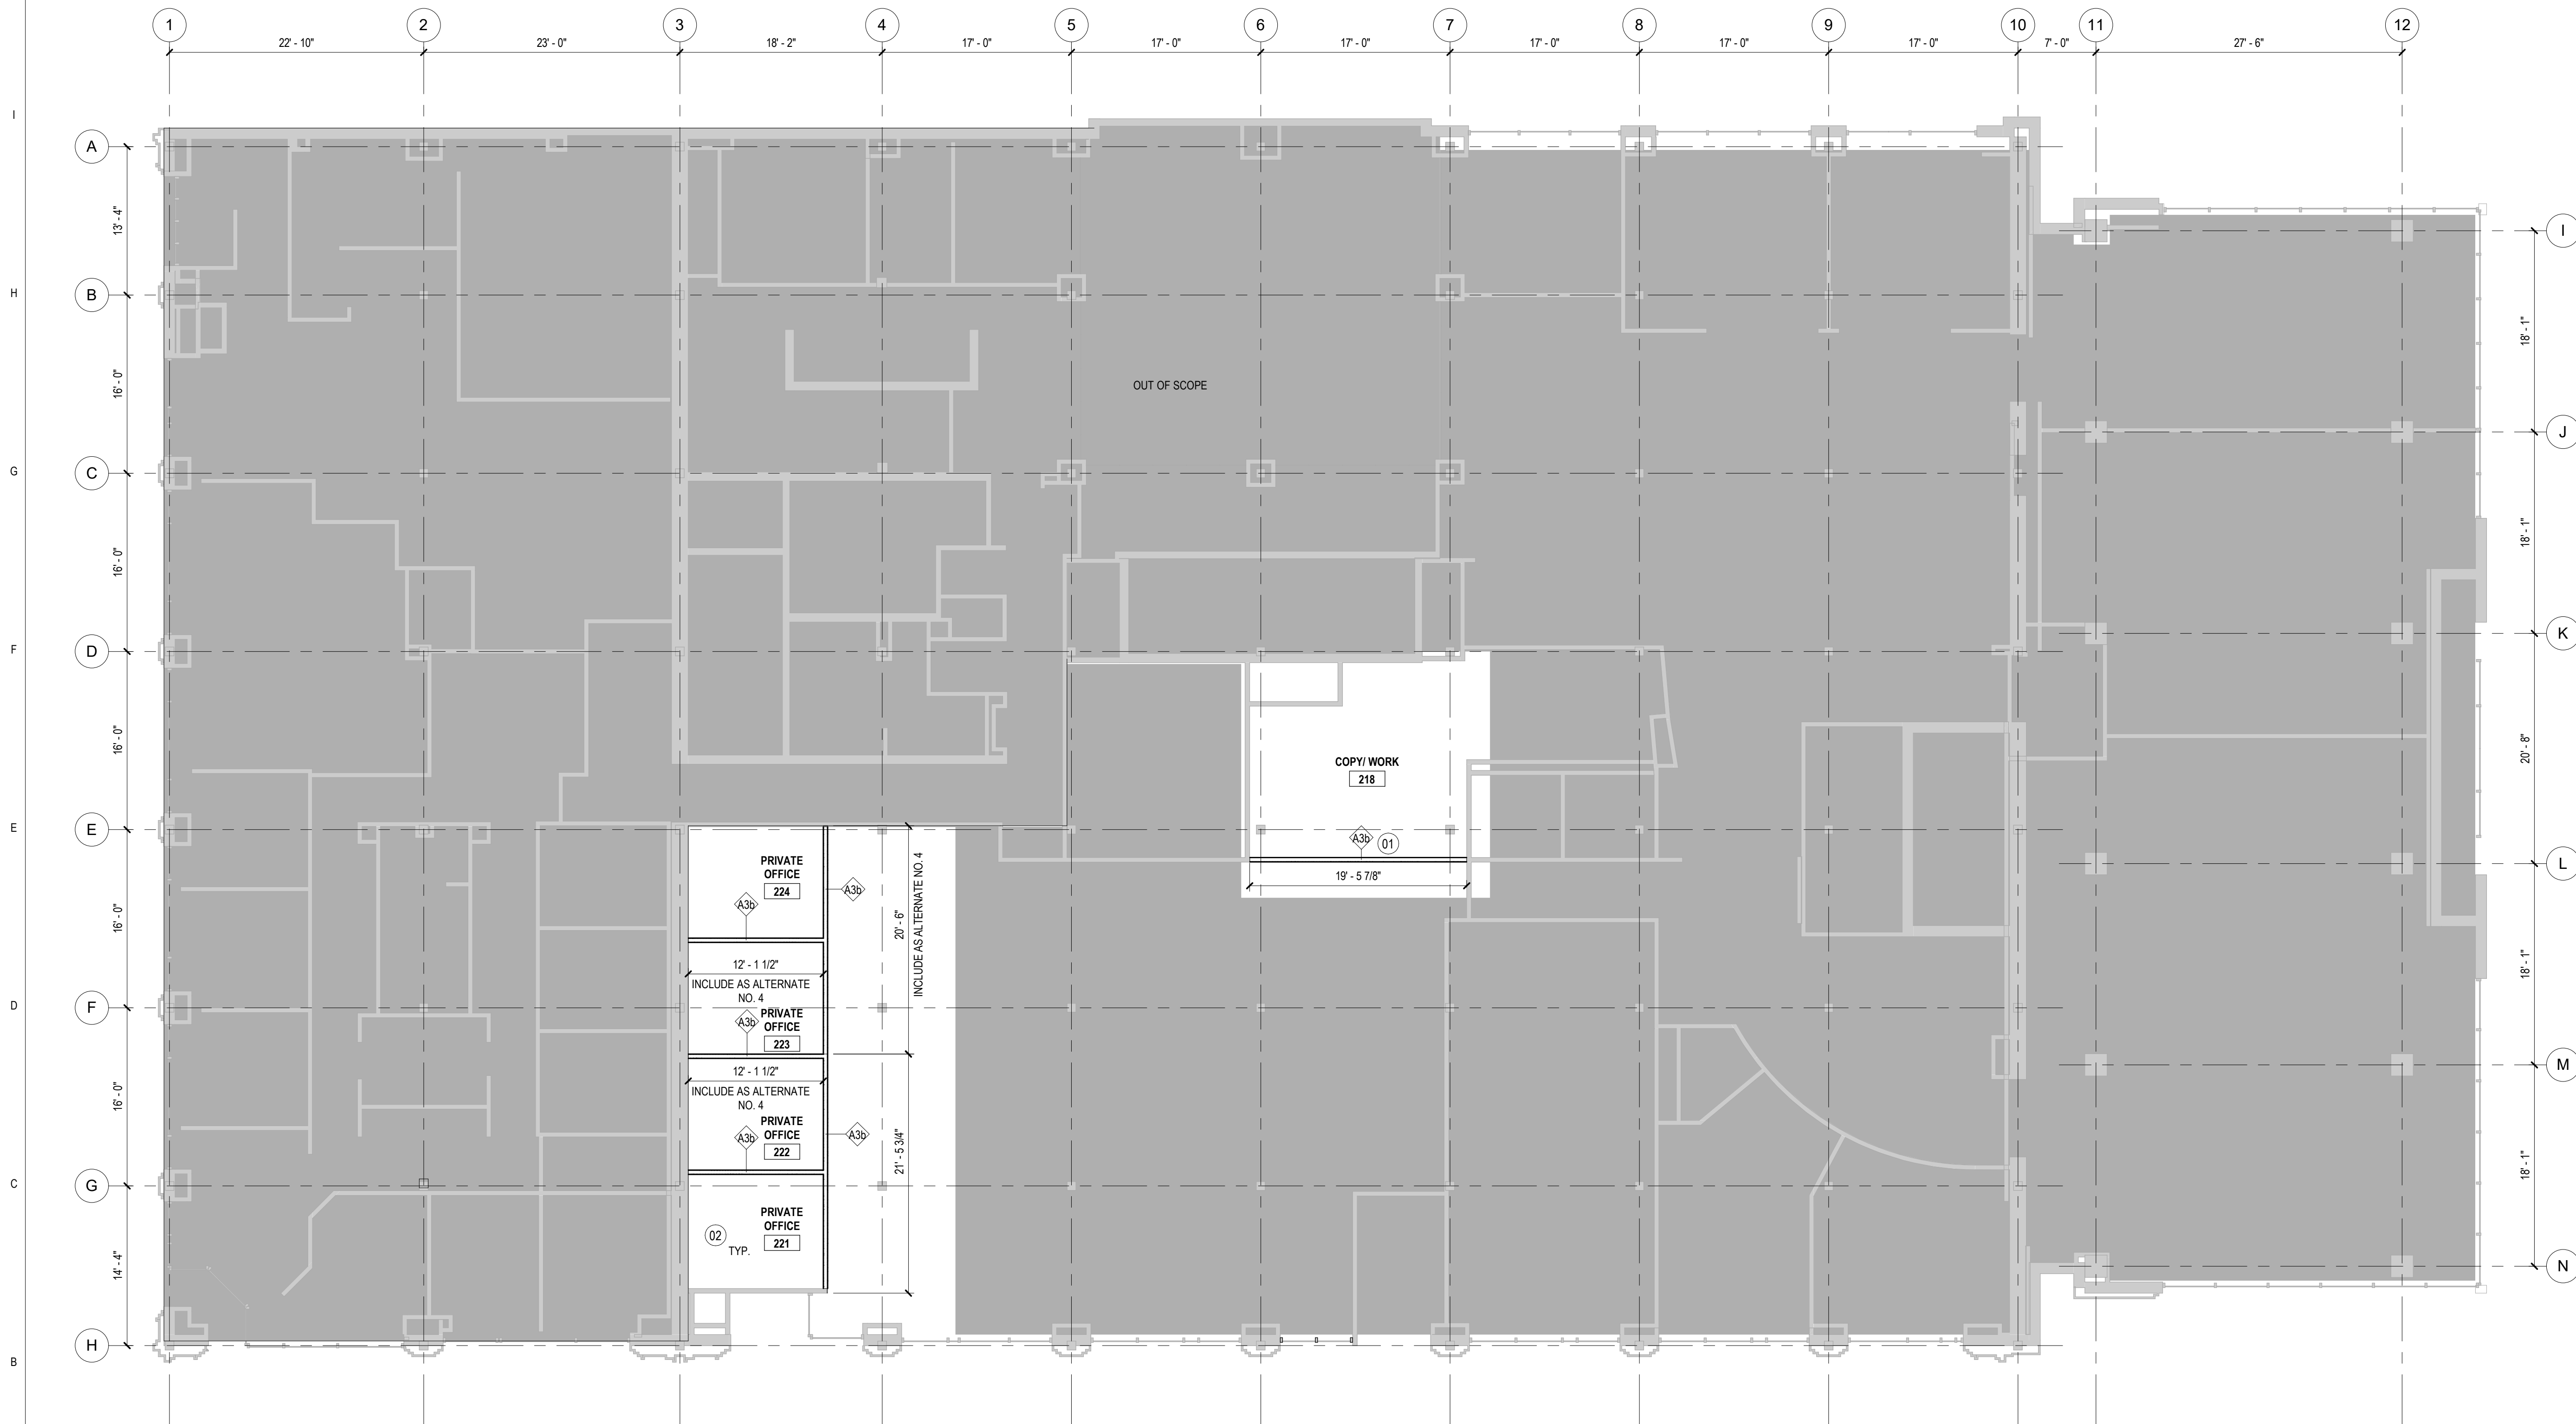 1 2 3 4 5 6 7 8 9 10 11 12
22' - 10" 23' - 0" 18' - 2" 17' - 0" 17' - 0" 17' - 0" 17' - 0" 17' - 0" 17' - 0" 7' - 0" 27' - 6"
I
A
13' - 4"
I
H
B
18' - 1"
16' - 0"
OUT OF SCOPE
J
G
C
18' - 1"
16' - 0"
K
F
D
16' - 0"
20' - 8"
COPY/ WORK
218
E
E
A3b
01
L
19' - 5 7/8"
PRIVATE
OFFICE
224
A3b
A3b
16' - 0"
20' - 6"
INCLUDE AS ALTERNATE NO. 4
18' - 1"
12' - 1 1/2"
INCLUDE AS ALTERNATE
NO. 4
D
F
A3b
PRIVATE
OFFICE
223
M
12' - 1 1/2"
INCLUDE AS ALTERNATE
NO. 4
16' - 0"
A3b
PRIVATE
OFFICE
222
A3b
21' - 5 3/4"
18' - 1"
C
G
PRIVATE
OFFICE
221
02
TYP.
14' - 4"
N
H
B